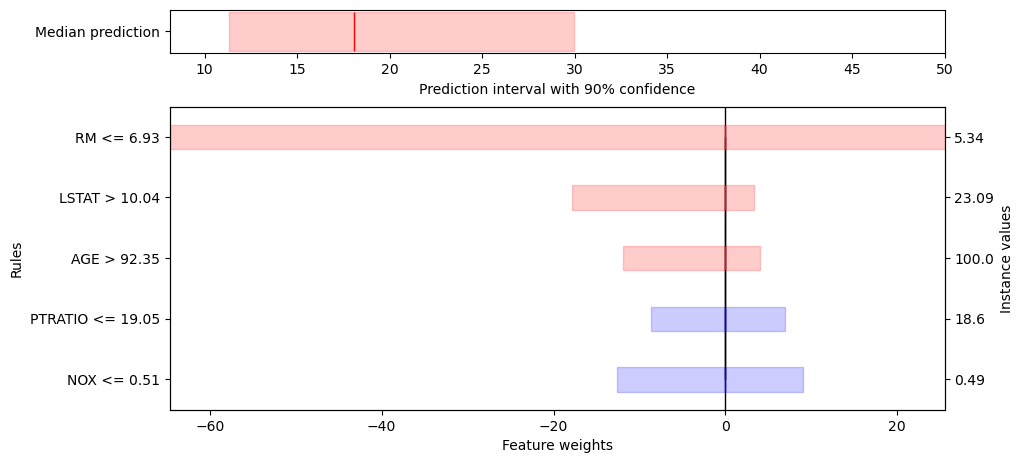 Median prediction
10 15 20 25 30 35 40 45 50
Prediction interval with 90% confidence
RM <= 6.93 5.34
LSTAT > 10.04 23.09
AGE > 92.35 100.0
PTRATIO <= 19.05 18.6
NOX <= 0.51 0.49
Rules
Instance values
−60 −40 −20 0 20
Feature weights